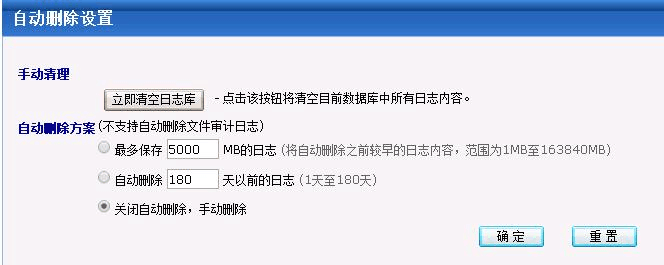 自动删除设置
手动清理
立即清空日志库 - 点击该按钮将清空目前数据库中所有日志内容。
自动删除方案(不支持自动删除文件审计日志)
最多保存 5000 MB的日志 (将自动删除之前较早的日志内容，范围为1MB至163840MB)
自动删除 180 天以前的日志 (1天至180天)
关闭自动删除，手动删除
确定 重置